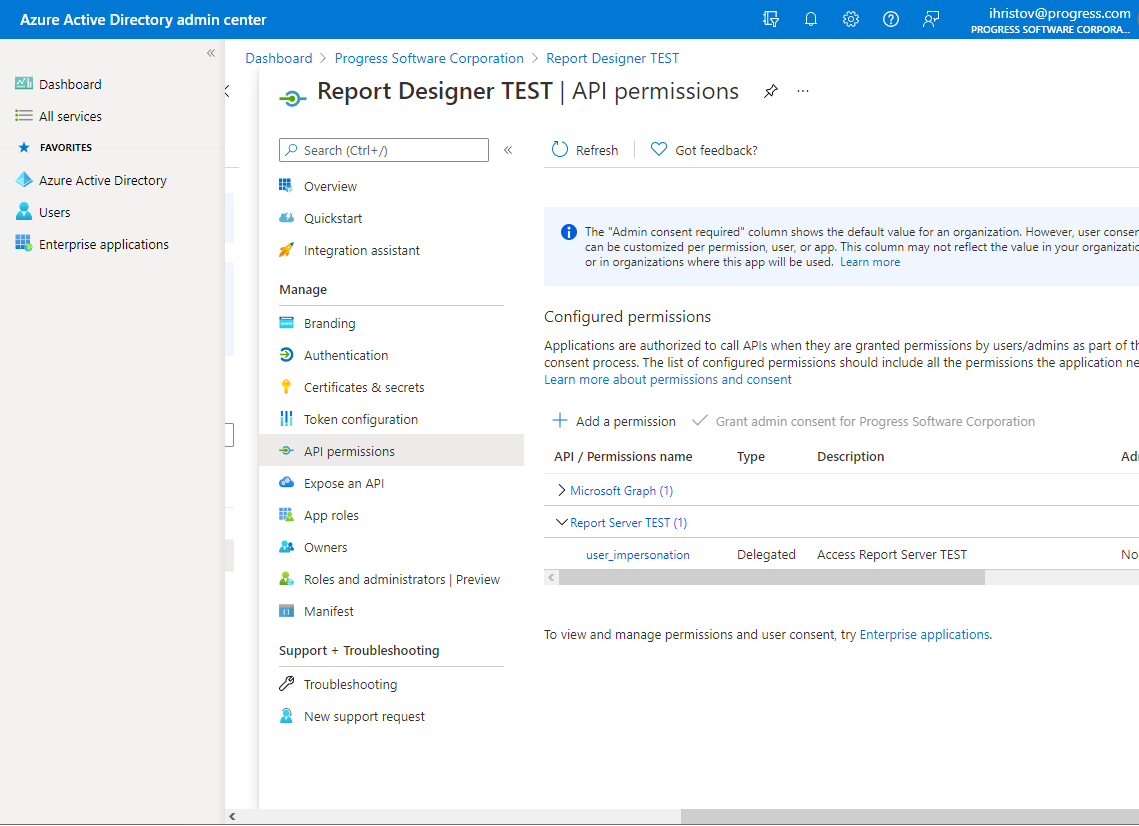 Azure Active Directory admin center
ihristov@progress.com
PROGRESS SOFTWARE CORPORA...
Dashboard
All services
FAVORITES
Azure Active Directory
Users
Enterprise applications
Dashboard > Progress Software Corporation > Report Designer TEST
Report Designer TEST | API permissions
Search (Ctrl+/)
Overview
Quickstart
Integration assistant
Manage
Branding
Authentication
Certificates & secrets
Token configuration
API permissions
Expose an API
App roles
Owners
Roles and administrators | Preview
Manifest
Support + Troubleshooting
Troubleshooting
New support request
Refresh
Got feedback?
The "Admin consent required" column shows the default value for an organization. However, user consen
can be customized per permission, user, or app. This column may not reflect the value in your organizatio
or in organizations where this app will be used. Learn more
Configured permissions
Applications are authorized to call APIs when they are granted permissions by users/admins as part of th
consent process. The list of configured permissions should include all the permissions the application ne
Learn more about permissions and consent
Add a permission Grant admin consent for Progress Software Corporation
API / Permissions name Type Description Ad
Microsoft Graph (1)
Report Server TEST (1)
user_impersonation Delegated Access Report Server TEST No
To view and manage permissions and user consent, try Enterprise applications.